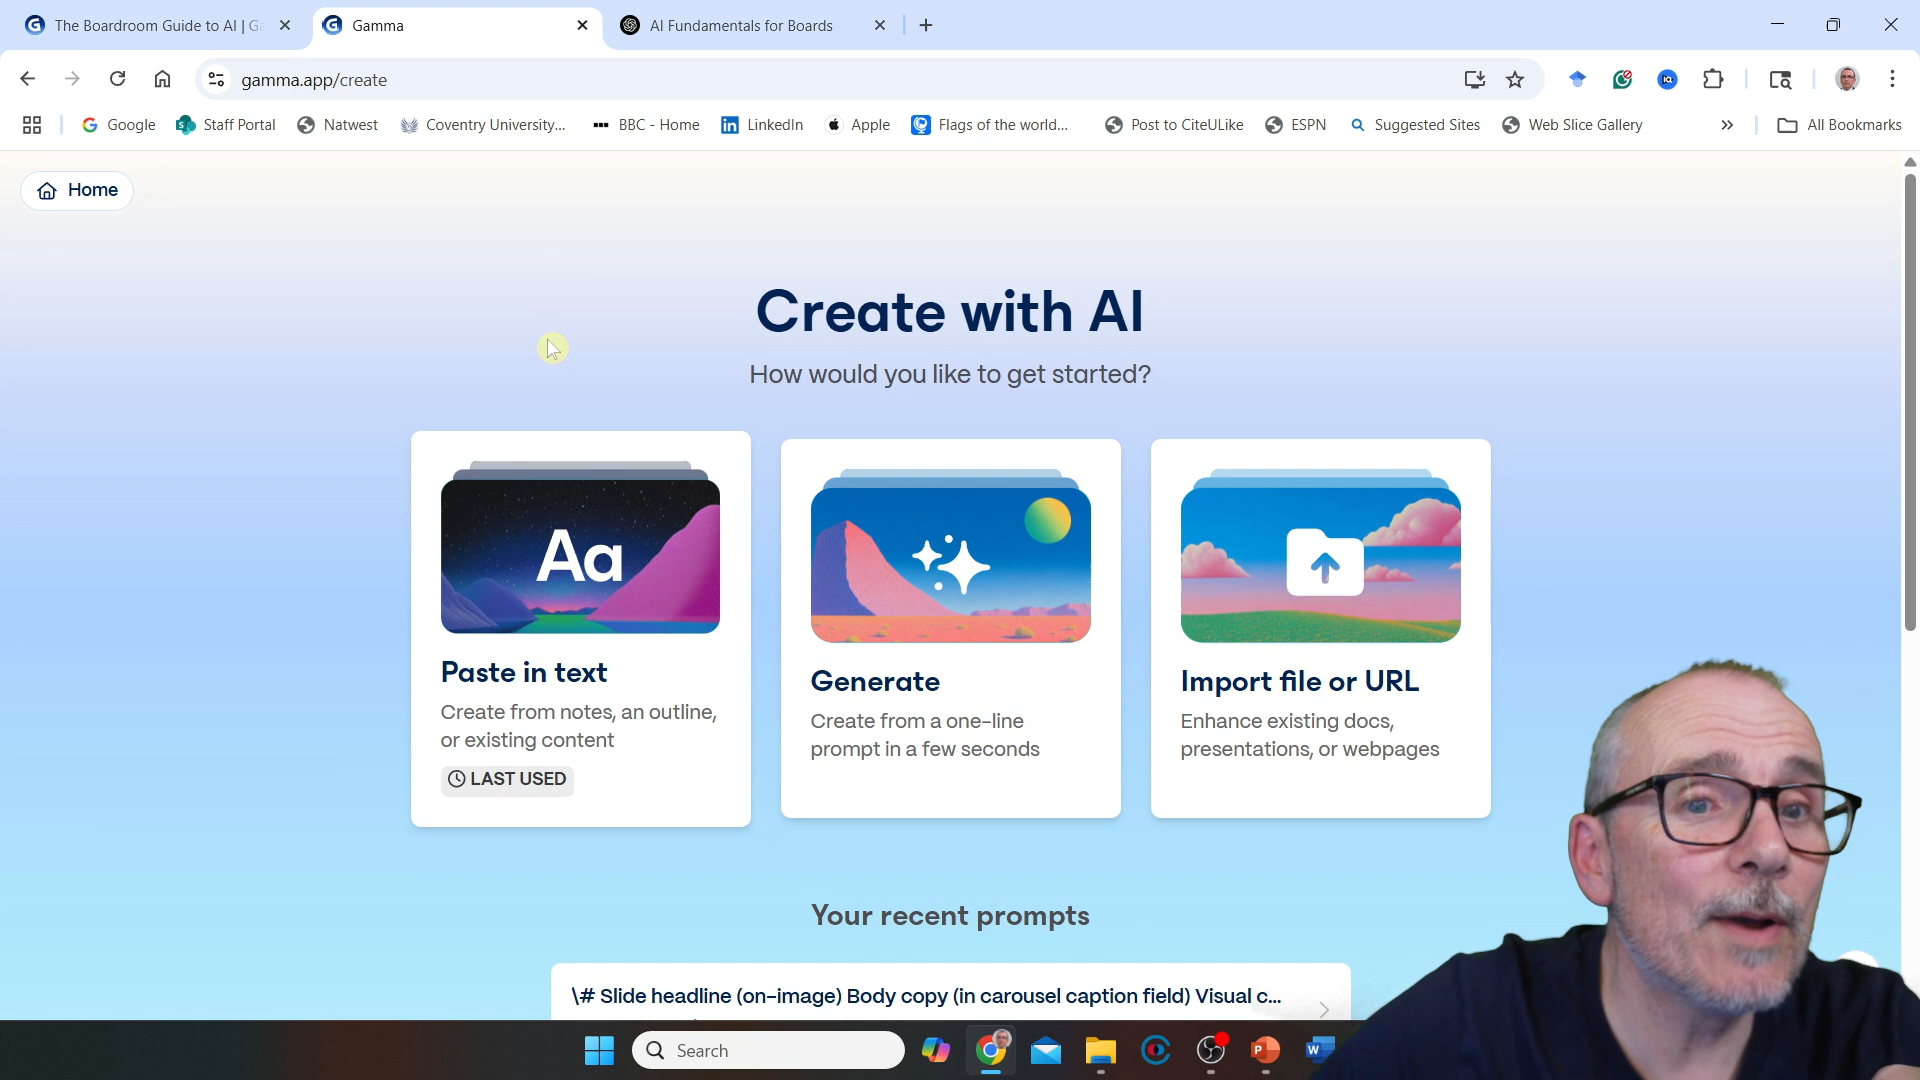 The Boardroom Guide to AI | Ga
Gamma
AI Fundamentals for Boards
gamma.app/create
Google
Staff Portal
Natwest
Coventry University...
BBC - Home
LinkedIn
Apple
Flags of the world...
Post to CiteULike
ESPN
Suggested Sites
Web Slice Gallery
All Bookmarks
Home
Create with AI
How would you like to get started?
Aa
Paste in text
Create from notes, an outline,
or existing content
LAST USED
Generate
Create from a one-line
prompt in a few seconds
Import file or URL
Enhance existing docs,
presentations, or webpages
Your recent prompts
\# Slide headline (on-image) Body copy (in carousel caption field) Visual c...
Search